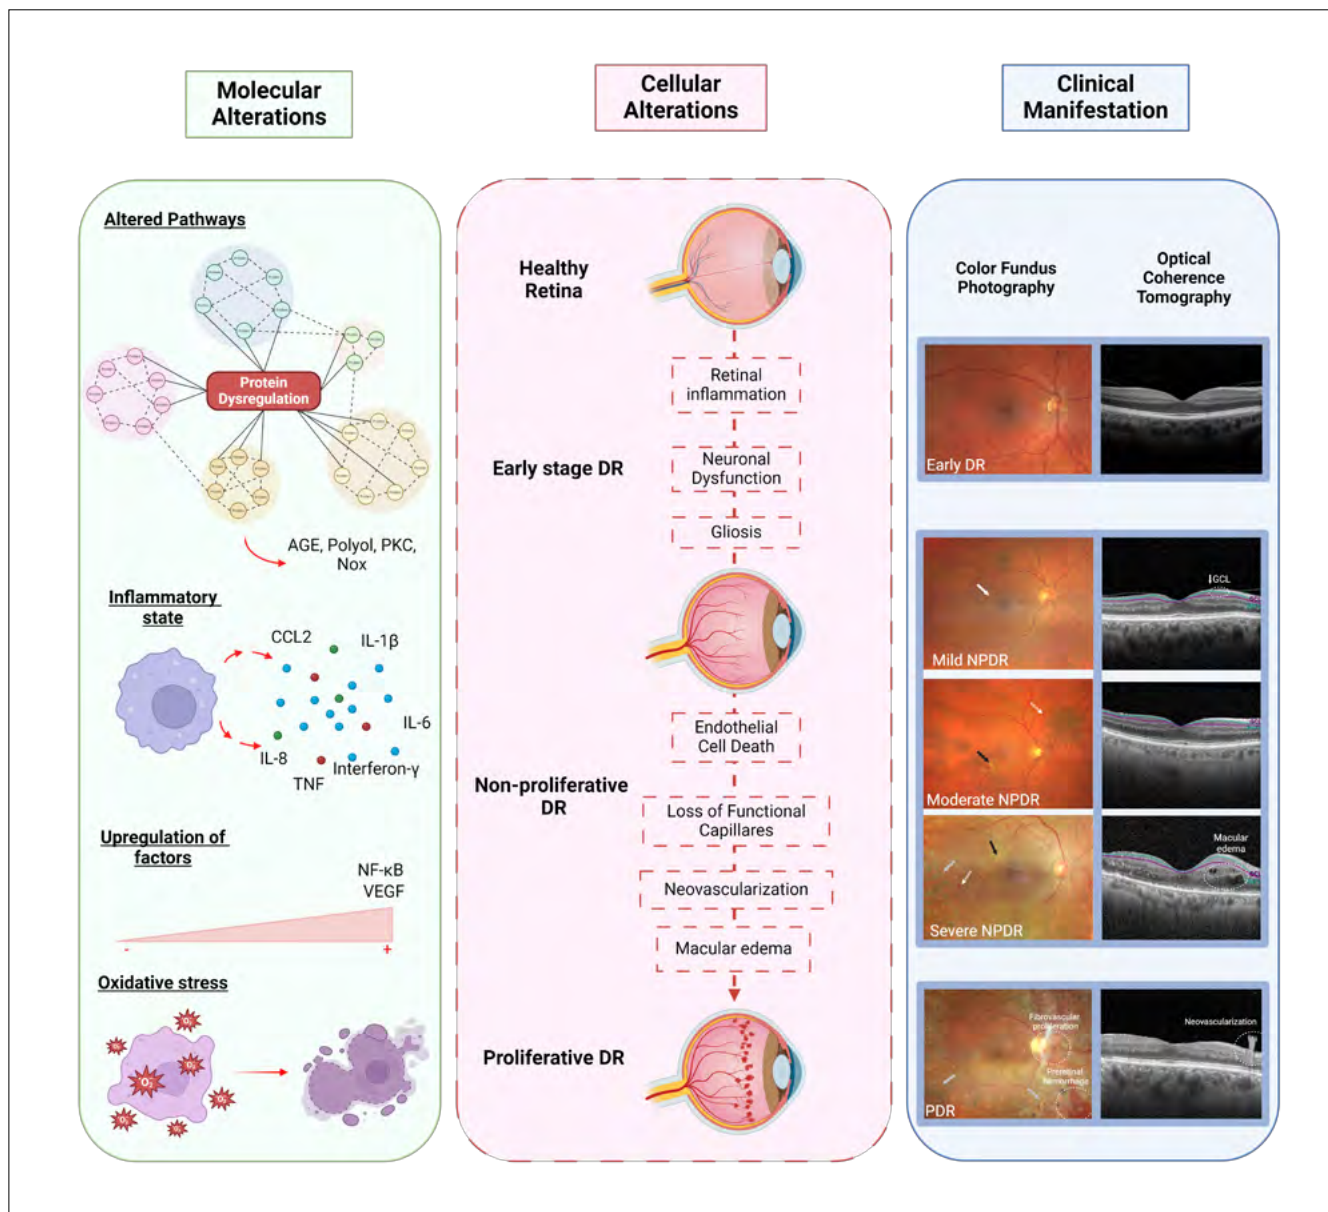 Molecular
Alterations
Cellular
Alterations
Clinical
Manifestation
Altered Pathways
Protein
Dysregulation
AGE, Polyol, PKC,
Nox
Inflammatory
state
CCL2
IL-1β
IL-6
IL-8
TNF
Interferon-γ
Upregulation of
factors
NF-κB
VEGF
-
+
Oxidative stress
Healthy
Retina
Retinal
inflammation
Early stage DR
Neuronal
Dysfunction
Gliosis
Endothelial
Cell Death
Non-proliferative
DR
Loss of Functional
Capillares
Neovascularization
Macular edema
Proliferative DR
Color Fundus
Photography
Optical
Coherence
Tomography
Early DR
Mild NPDR
GCL
Moderate NPDR
Severe NPDR
Macular
edema
PDR
Fibrovascular
proliferation
Preretinal
hemorrhage
Neovascularization